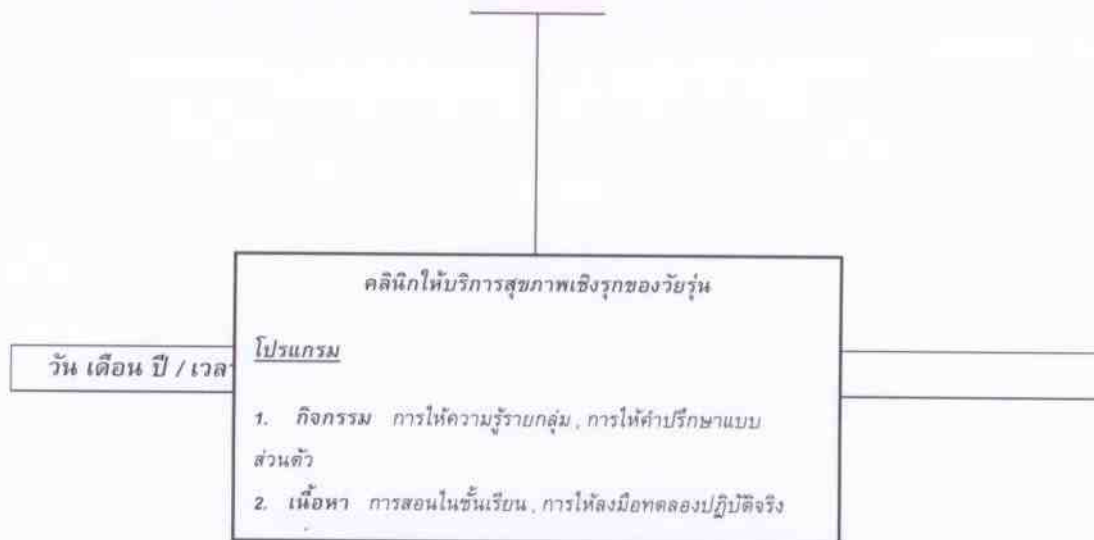 คลินิกให้บริการสุขภาพเชิงรุกของวัยรุ่น
โปรแกรม
วัน เดือน ปี / เวลา
1. กิจกรรม การให้ความรู้รายกลุ่ม , การให้คำปรึกษาแบบ
ส่วนตัว
2. เนื้อหา การสอนในชั้นเรียน , การให้ลงมือทดลองปฏิบัติจริง